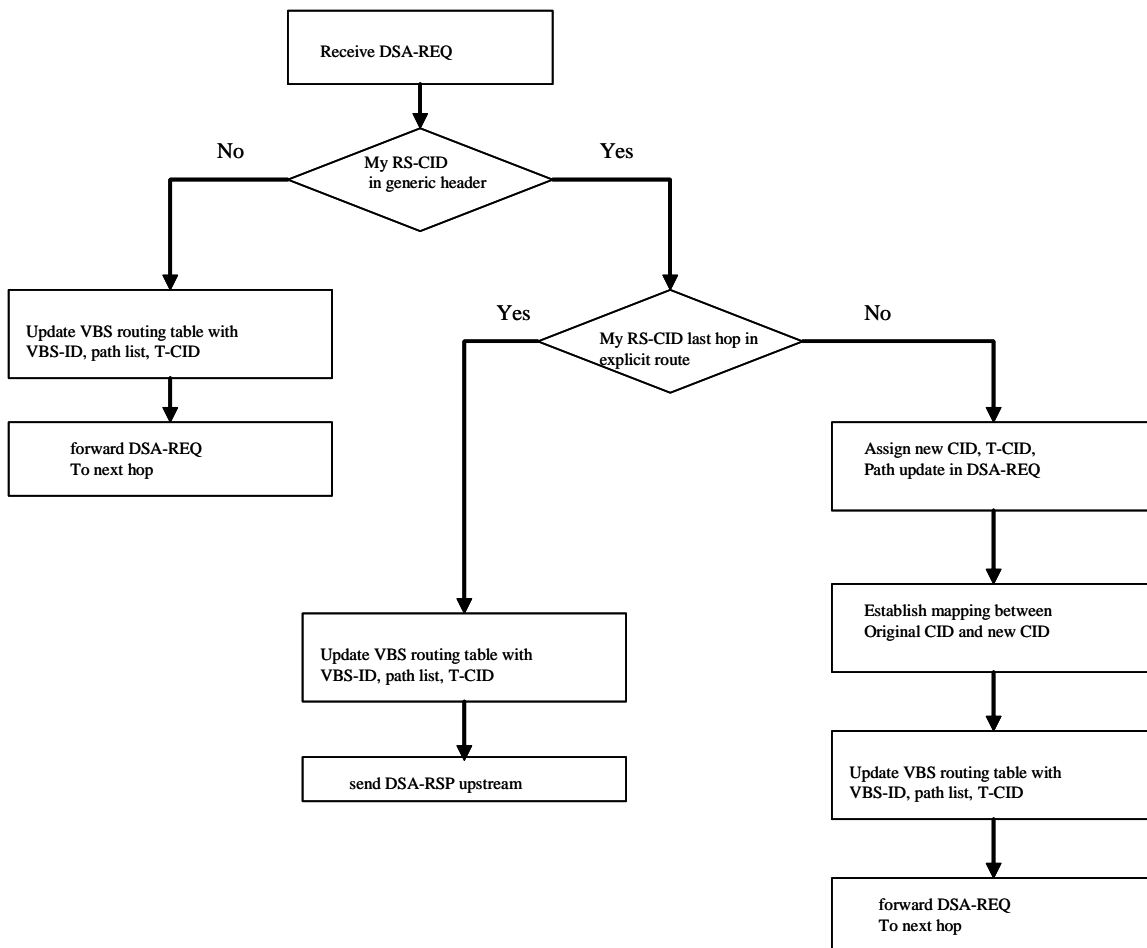 Receive DSA-REQ
No
Yes
My RS-CID
in generic header
Update VBS routing table with
VBS-ID, path list, T-CID
forward DSA-REQ
To next hop
Yes
No
My RS-CID last hop in
explicit route
Update VBS routing table with
VBS-ID, path list, T-CID
send DSA-RSP upstream
Assign new CID, T-CID,
Path update in DSA-REQ
Establish mapping between
Original CID and new CID
Update VBS routing table with
VBS-ID, path list, T-CID
forward DSA-REQ
To next hop